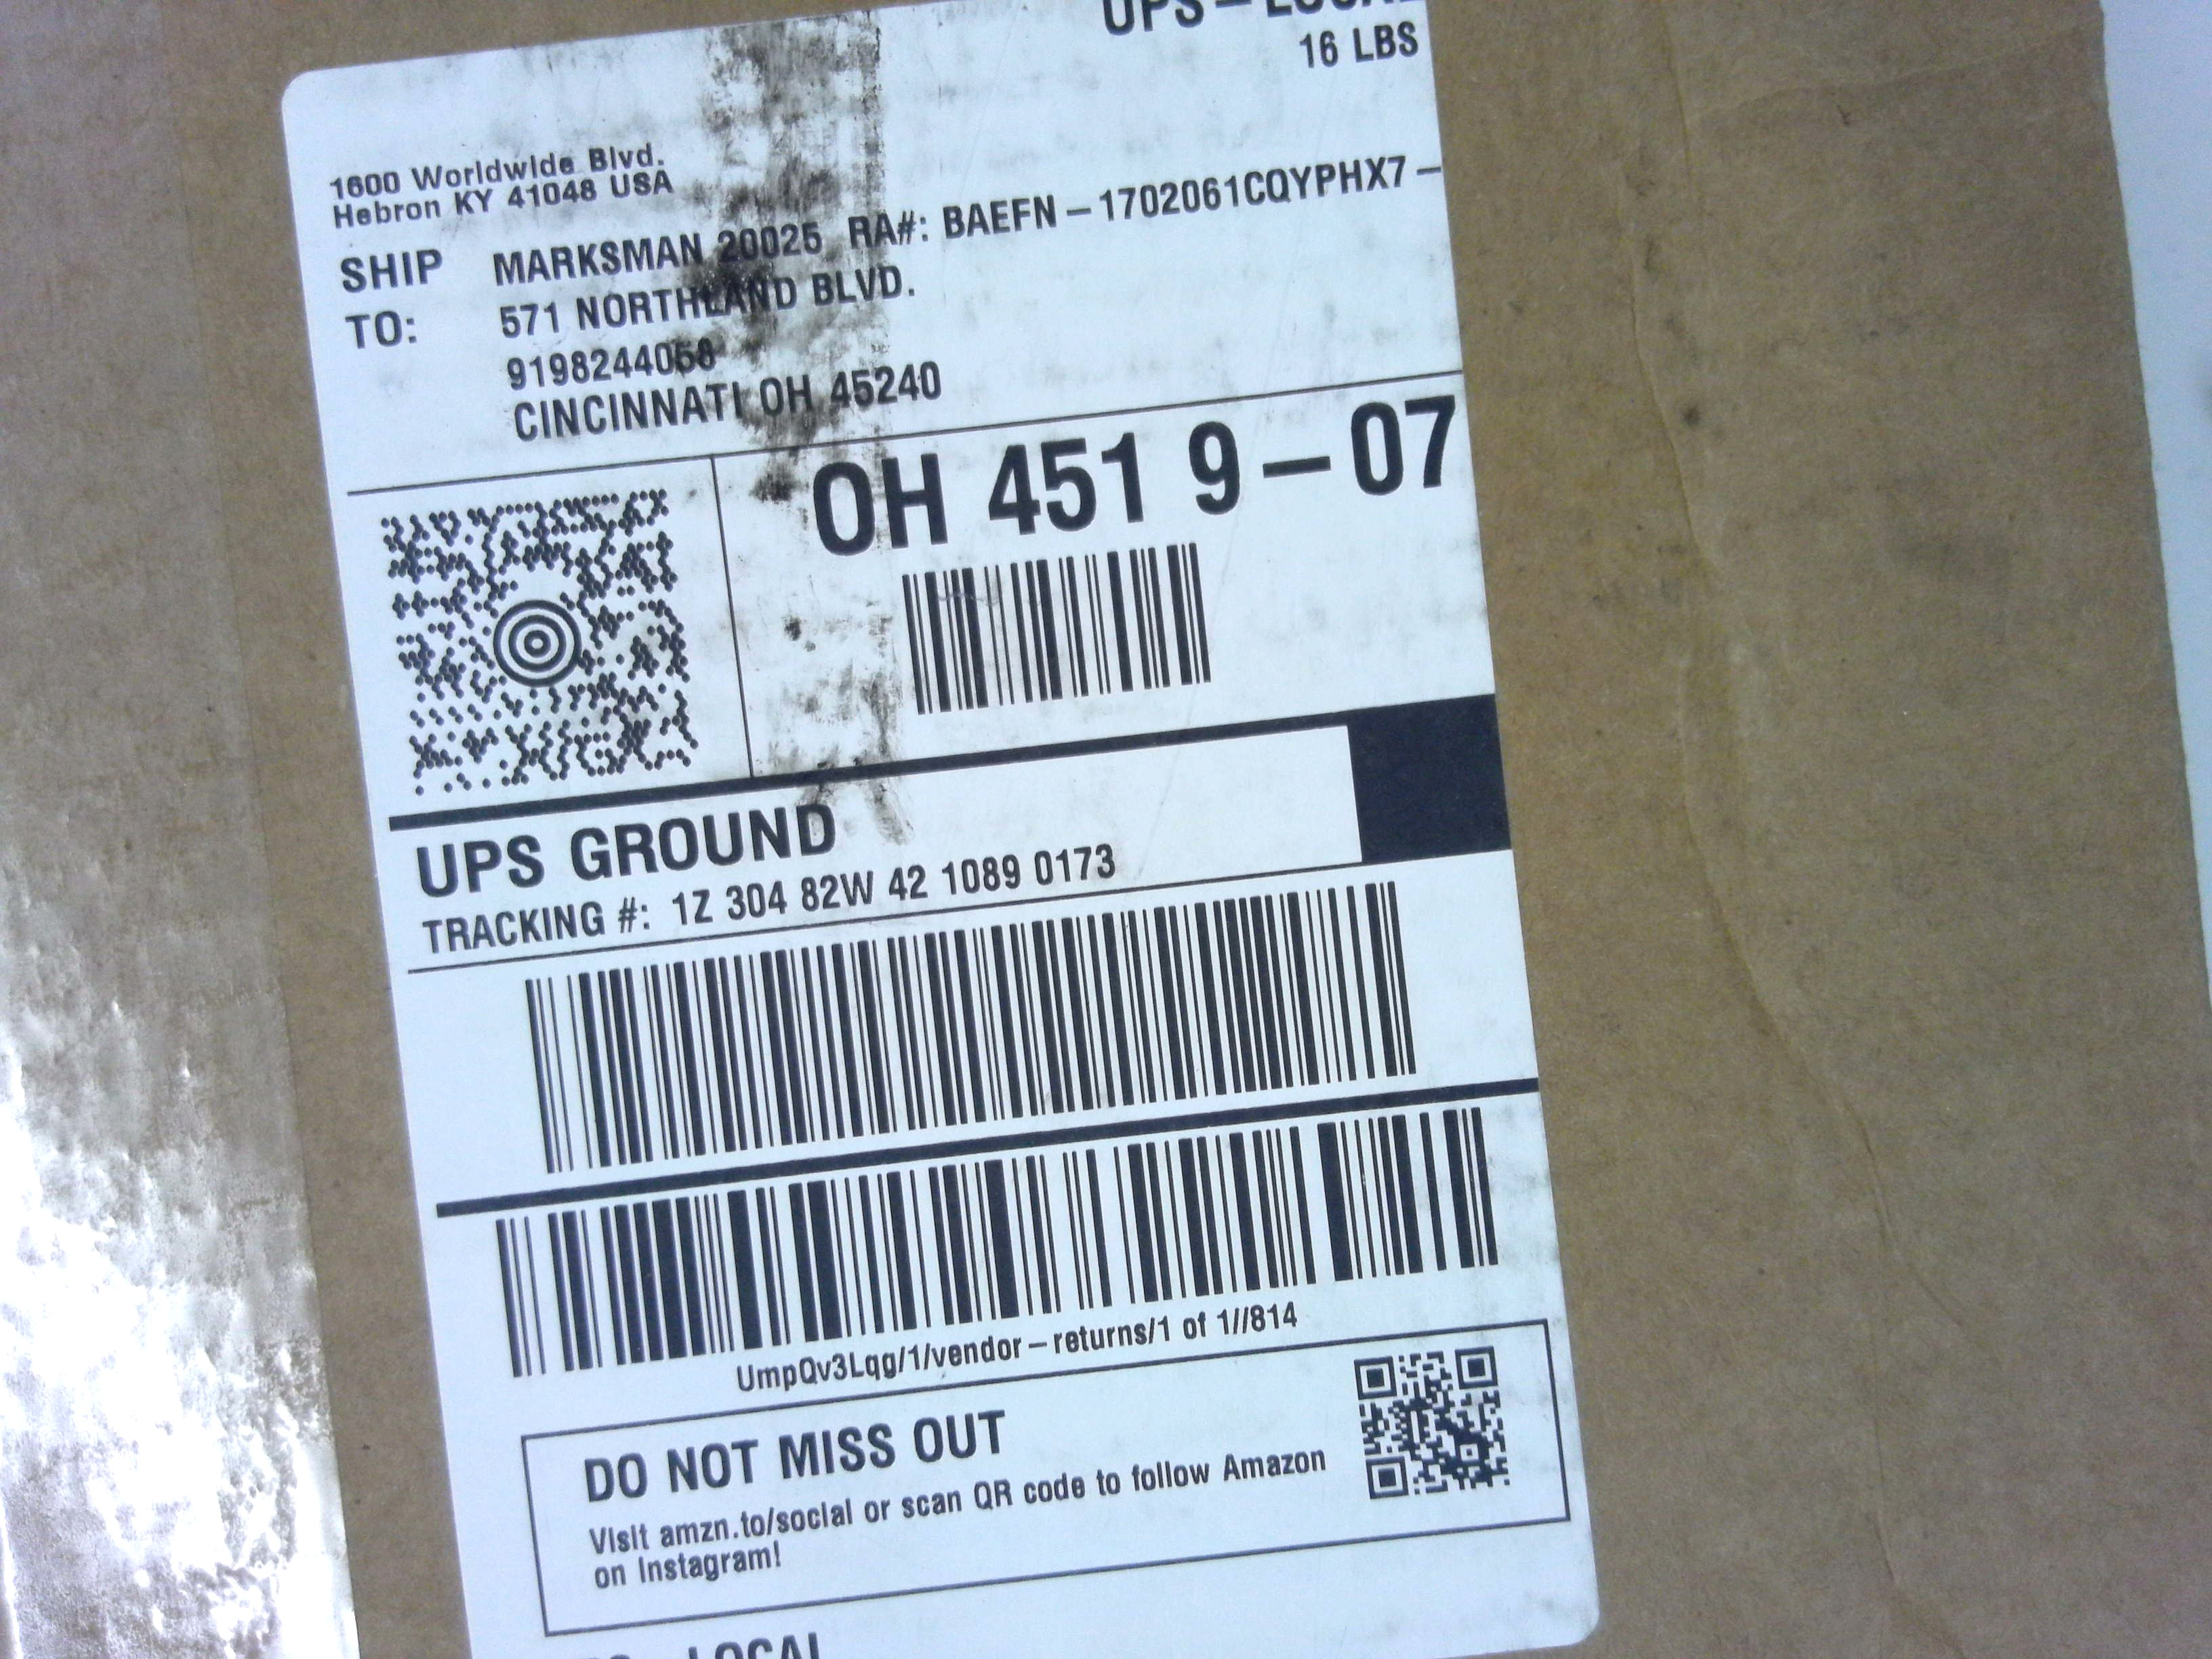 UPS – LOCAL
16 LBS
1600 Worldwide Blvd.
Hebron KY 41048 USA
SHIP TO:
MARKSMAN 20025 RA#: BAEFN – 1702061CQYPHX7 –
571 NORTHLAND BLVD.
9198244058
CINCINNATI OH 45240
OH 451 9 – 07
UPS GROUND
TRACKING #: 1Z 304 82W 42 1089 0173
UmpQv3Lqg/1/vendor – returns/1 of 1//814
DO NOT MISS OUT
Visit amzn.to/social or scan QR code to follow Amazon
on Instagram!
LOCAL